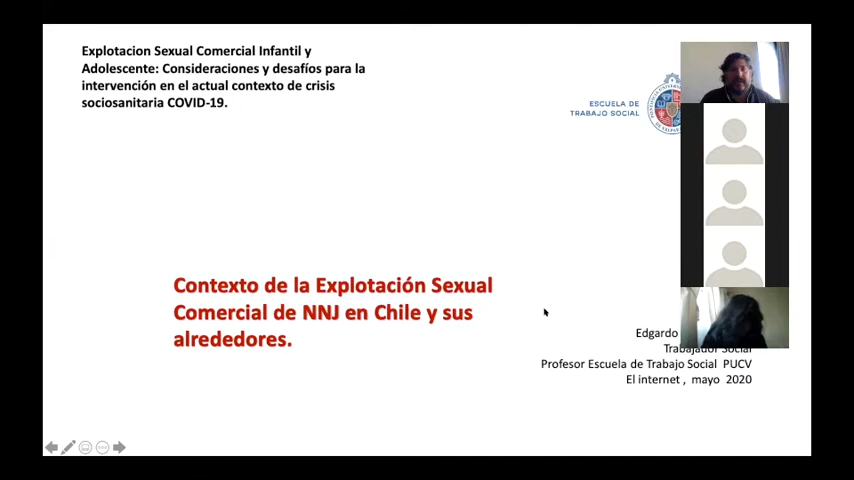 Explotacion Sexual Comercial Infantil y
Adolescente: Consideraciones y desafíos para la
intervención en el actual contexto de crisis
sociosanitaria COVID-19.
ESCUELA DE
TRABAJO SOCIAL
Contexto de la Explotación Sexual
Comercial de NNJ en Chile y sus
alrededores.
Edgardo
Trabajador Social
Profesor Escuela de Trabajo Social PUCV
El internet , mayo 2020